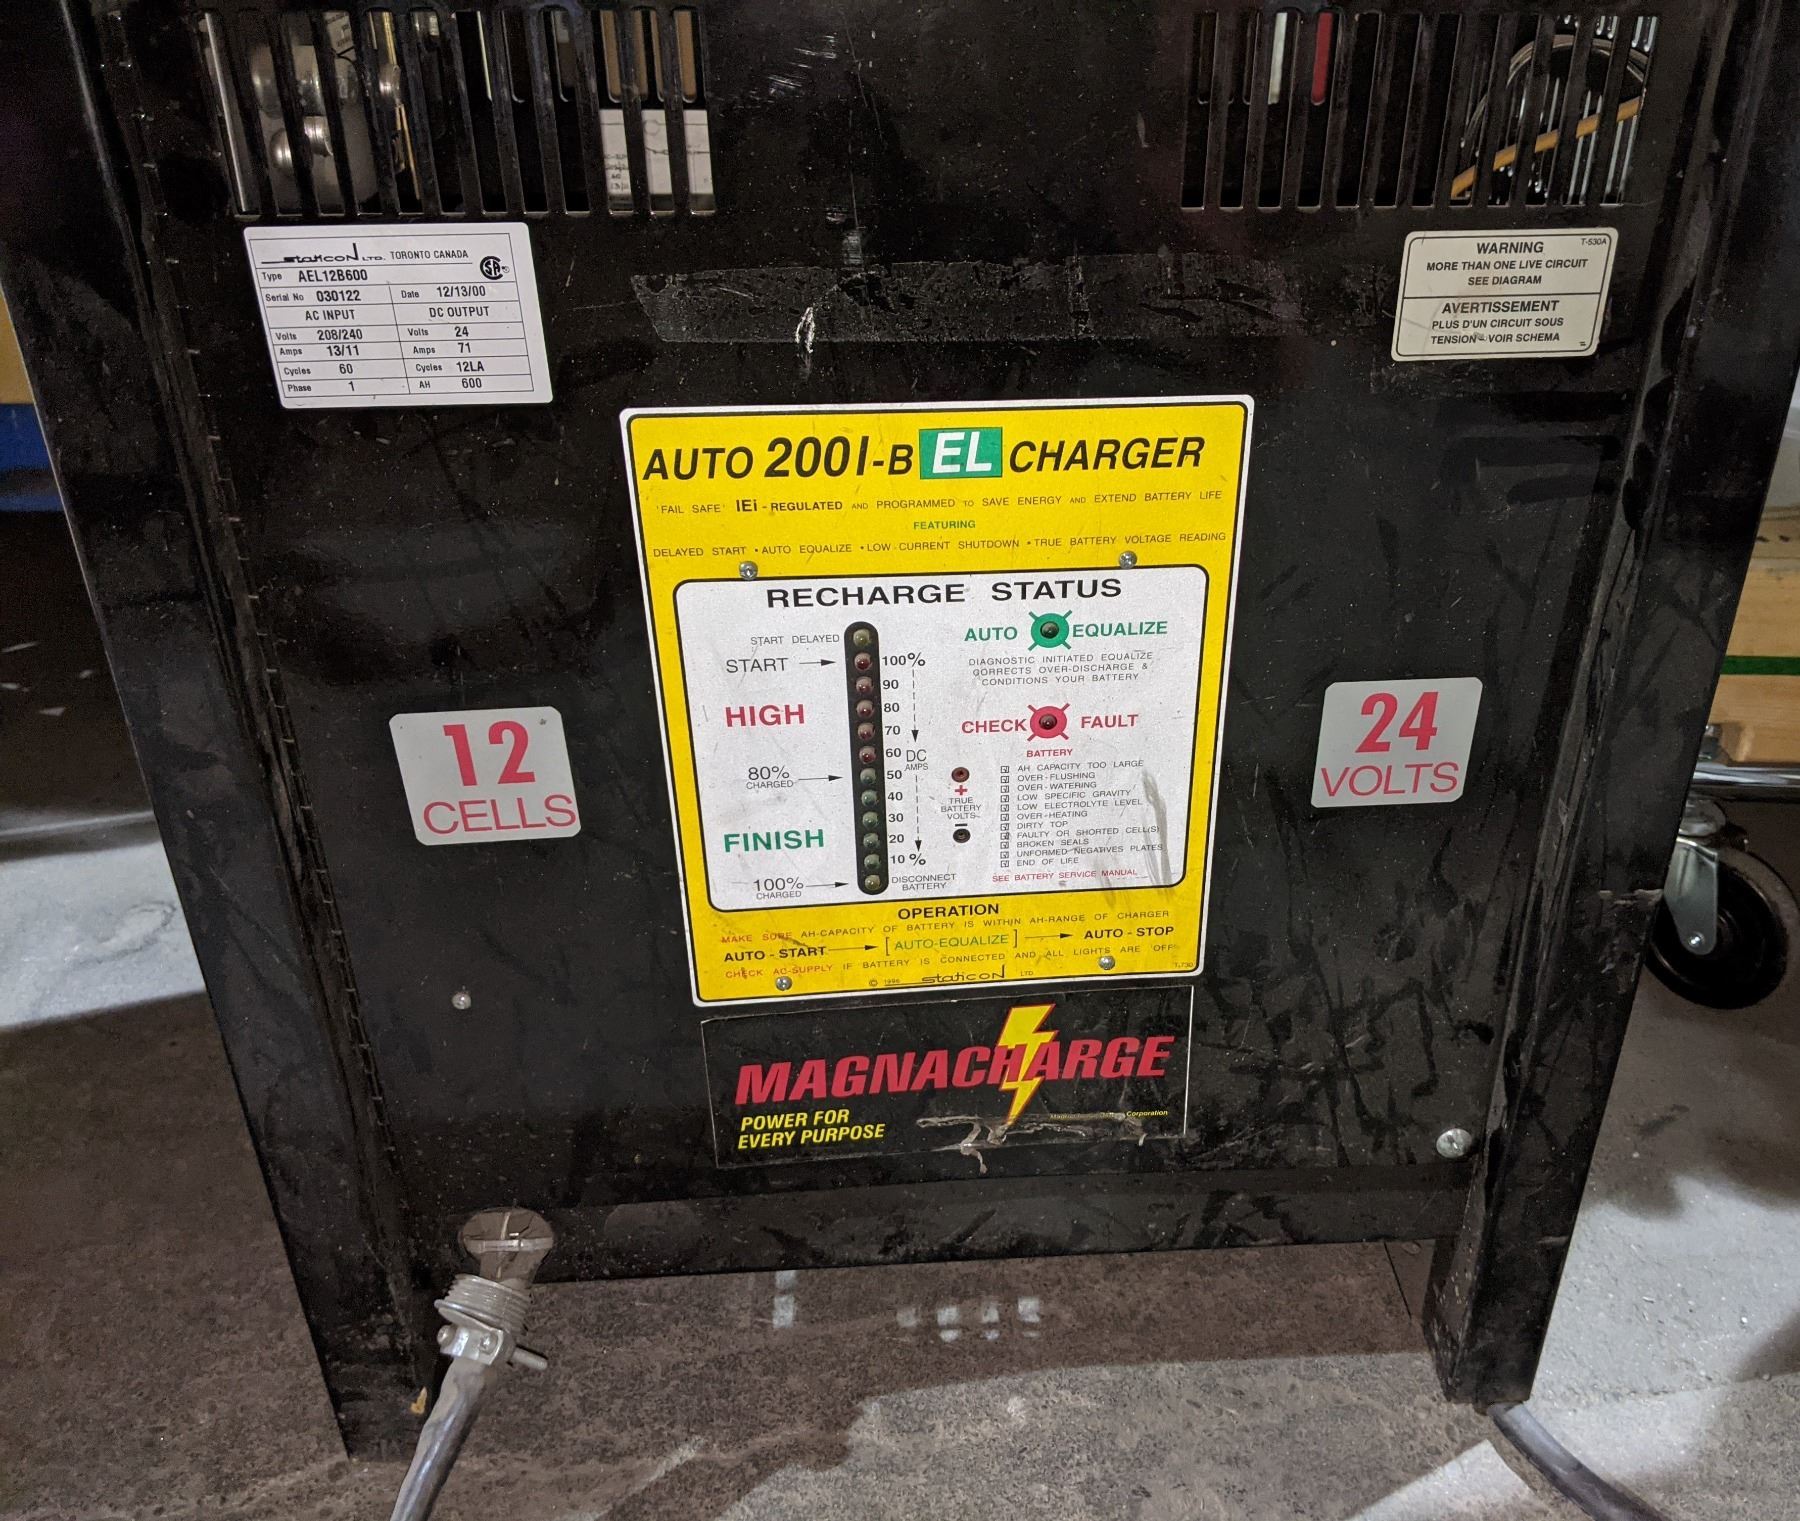 staticon LTD. TORONTO CANADA
Type AEL12B600
Serial No 030122 Date 12/13/00
AC INPUT DC OUTPUT
Volts 208/240 Volts 24
Amps 13/11 Amps 71
Cycles 60 Cycles 12LA
Phase 1 AH 600
WARNING T-530A
MORE THAN ONE LIVE CIRCUIT
SEE DIAGRAM
AVERTISSEMENT
PLUS D'UN CIRCUIT SOUS
TENSION - VOIR SCHEMA
AUTO 2001-B EL CHARGER
'FAIL SAFE' IEi - REGULATED AND PROGRAMMED TO SAVE ENERGY AND EXTEND BATTERY LIFE
FEATURING
DELAYED START • AUTO EQUALIZE • LOW CURRENT SHUTDOWN • TRUE BATTERY VOLTAGE READING
RECHARGE STATUS
START DELAYED
START
100%
90
HIGH
80
70
60
DC
AMPS
80%
CHARGED
50
40
30
FINISH
20
10%
100%
CHARGED
DISCONNECT
BATTERY
AUTO EQUALIZE
DIAGNOSTIC INITIATED EQUALIZE
CORRECTS OVER-DISCHARGE &
CONDITIONS YOUR BATTERY
CHECK FAULT
BATTERY
+
TRUE
BATTERY
VOLTS
-
AH CAPACITY TOO LARGE
OVER-FLUSHING
OVER-WATERING
LOW SPECIFIC GRAVITY
LOW ELECTROLYTE LEVEL
OVER-HEATING
DIRTY TOP
FAULTY OR SHORTED CELL(S)
BROKEN SEALS
UNFORMED NEGATIVES PLATES
END OF LIFE
SEE BATTERY SERVICE MANUAL
OPERATION
MAKE SURE AH-CAPACITY OF BATTERY IS WITHIN AH-RANGE OF CHARGER
AUTO - START [AUTO-EQUALIZE] AUTO - STOP
CHECK AC-SUPPLY IF BATTERY IS CONNECTED AND ALL LIGHTS ARE 'OFF'
© 1996 staticon LTD
12
CELLS
24
VOLTS
MAGNACHARGE
POWER FOR
EVERY PURPOSE
Corporation